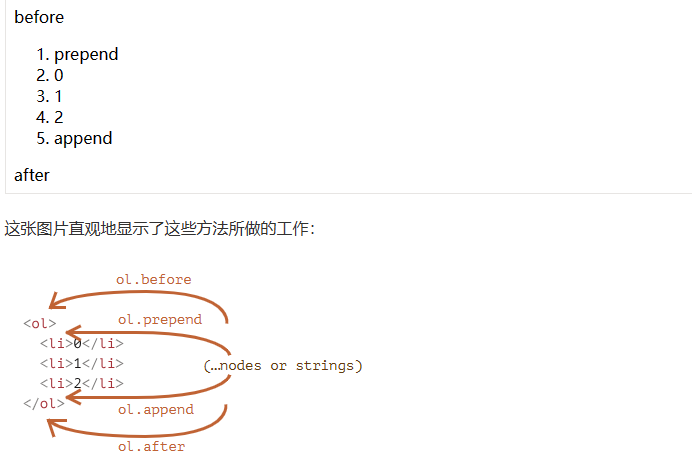 before
1. prepend
2. 0
3. 1
4. 2
5. append
after
这张图片直观地显示了这些方法所做的工作：
ol.before
<ol>
ol.prepend
<li>0</li>
<li>1</li>
(…nodes or strings)
<li>2</li>
</ol>
ol.append
ol.after